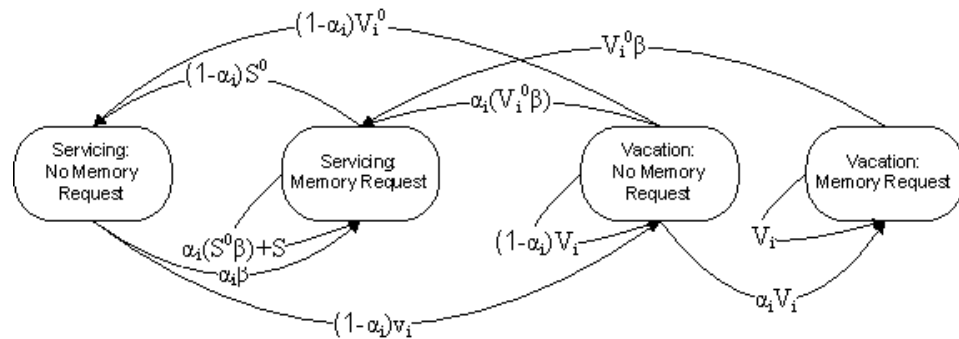 (1-αᵢ)Vᵢ⁰
Vᵢ⁰β
(1-αᵢ)S⁰
αᵢ(Vᵢ⁰β)
Servicing:
No Memory
Request
Servicing:
Memory Request
Vacation:
No Memory
Request
Vacation:
Memory Request
αᵢ(S⁰β)+S
(1-αᵢ)Vᵢ
Vᵢ
αᵢβ
αᵢVᵢ
(1-αᵢ)vᵢ